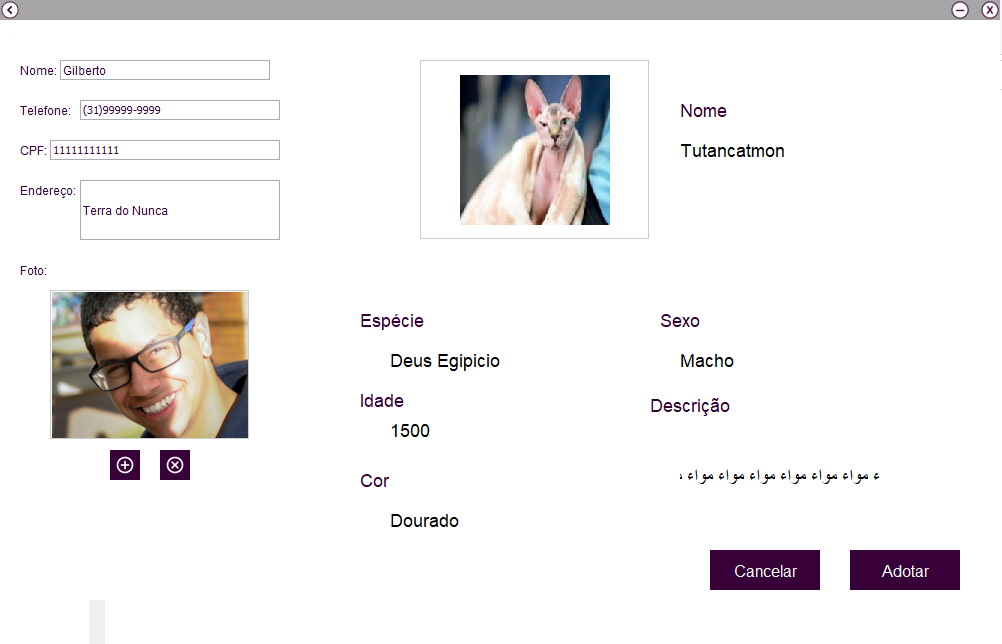 Nome: Gilberto
Telefone: (31)99999-9999
CPF: 11111111111
Endereço: Terra do Nunca
Foto:
Nome
Tutancatmon
Espécie
Deus Egipicio
Idade
1500
Cor
Dourado
Sexo
Macho
Descrição
ء مواء مواء مواء مواء مواء مواء
Cancelar
Adotar